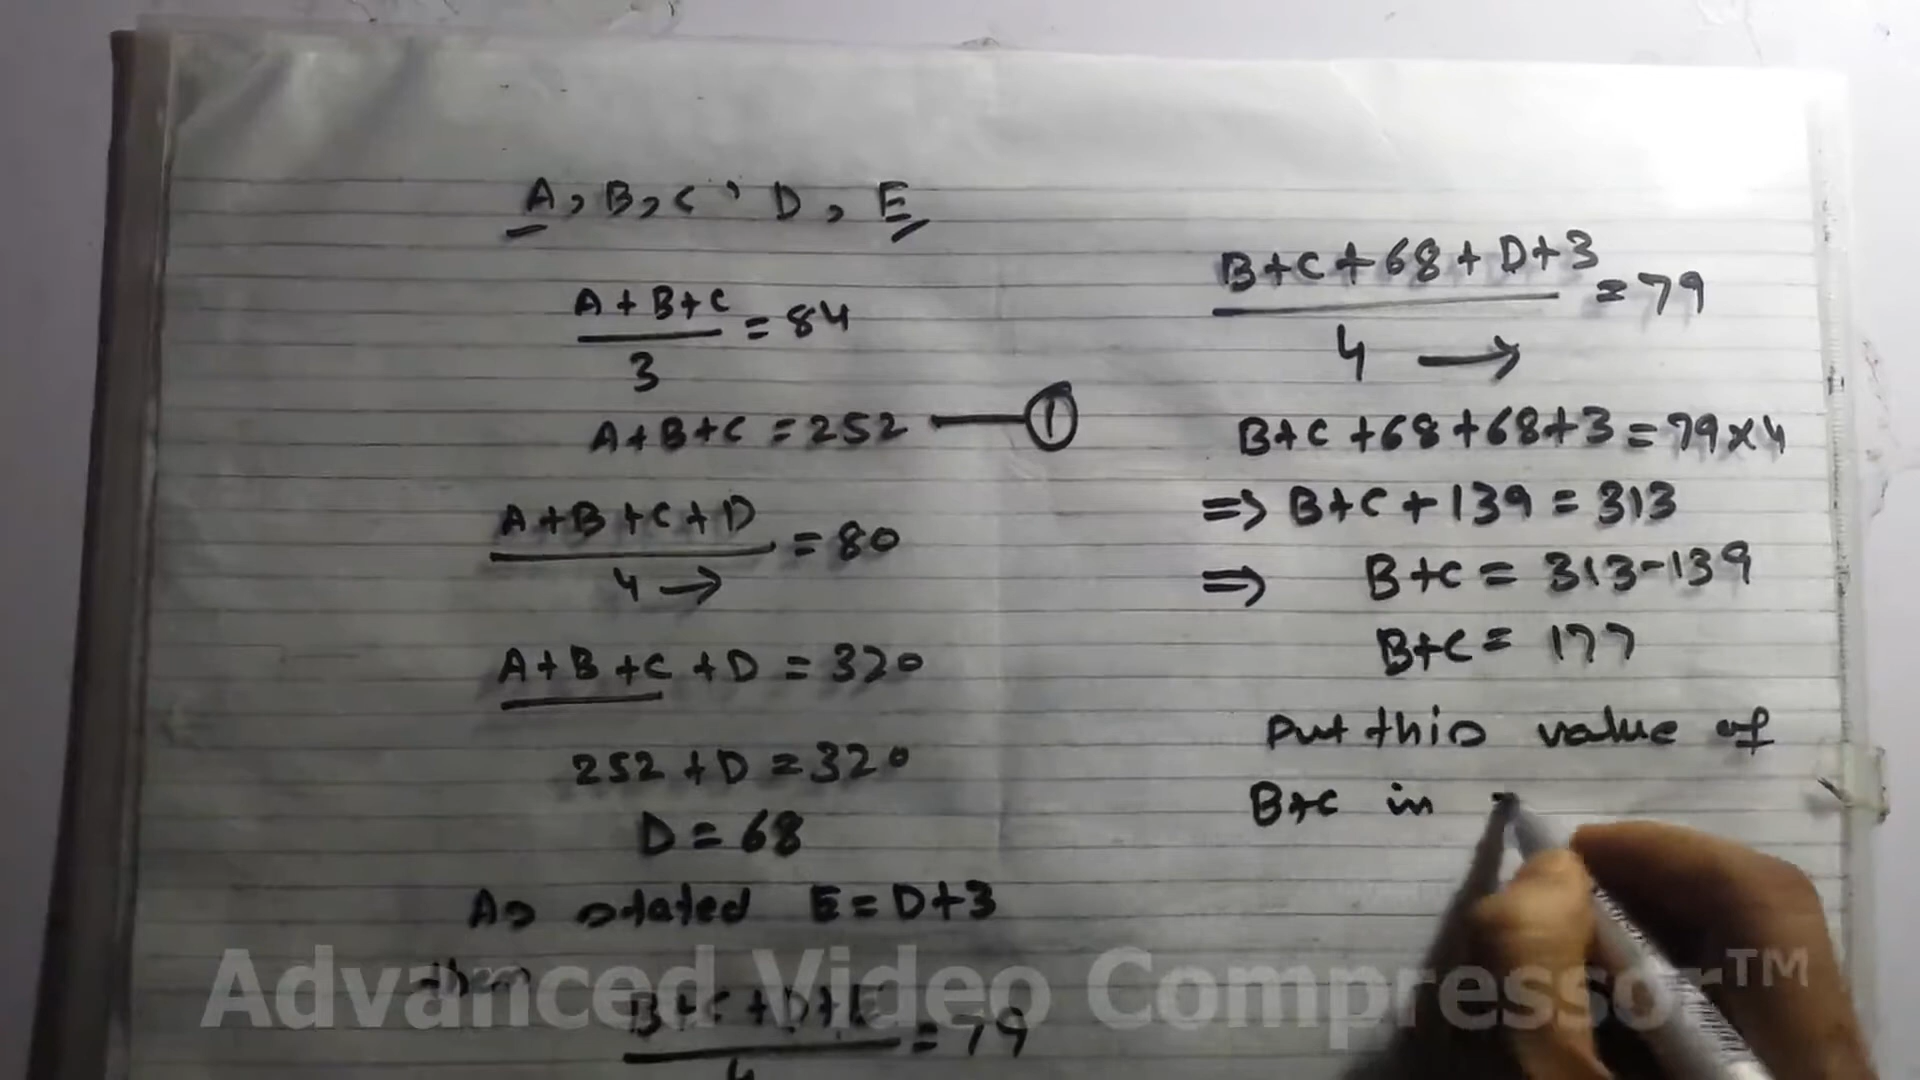 A, B, C, D, E
A+B+C
3
= 84
A+B+C = 252 — 1
A+B+C+D
4 →
= 80
A+B+C+D = 320
252+D = 320
D = 68
As stated E = D+3
then
B+C+D+E
4
= 79
B+C+68+D+3
4 →
= 79
B+C+68+68+3 = 79×4
⇒ B+C+139 = 313
⇒ B+C = 313-139
B+C = 177
Put this value of
B+C in
Advanced Video Compressor™